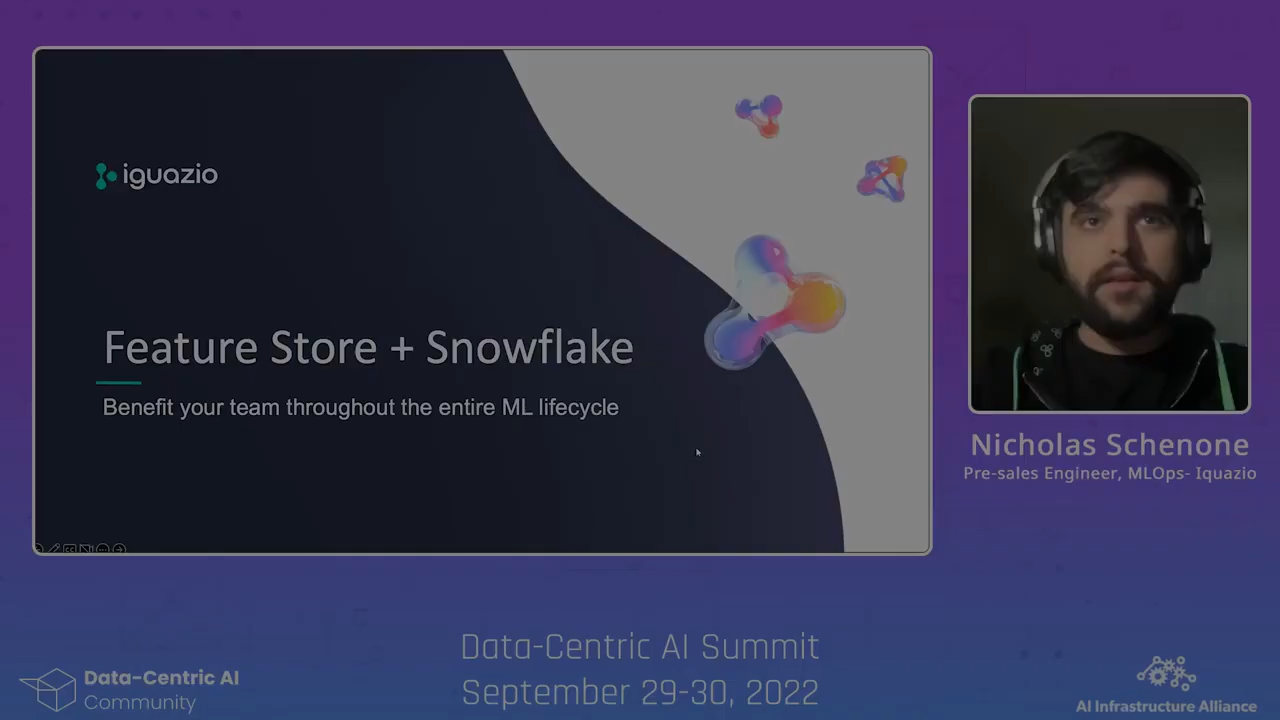 iguazio
Feature Store + Snowflake
Benefit your team throughout the entire ML lifecycle
Nicholas Schenone
Pre-sales Engineer, MLOps- Iquazio
Data-Centric AI Summit
September 29-30, 2022
Data-Centric AI
Community
AI Infrastructure Alliance